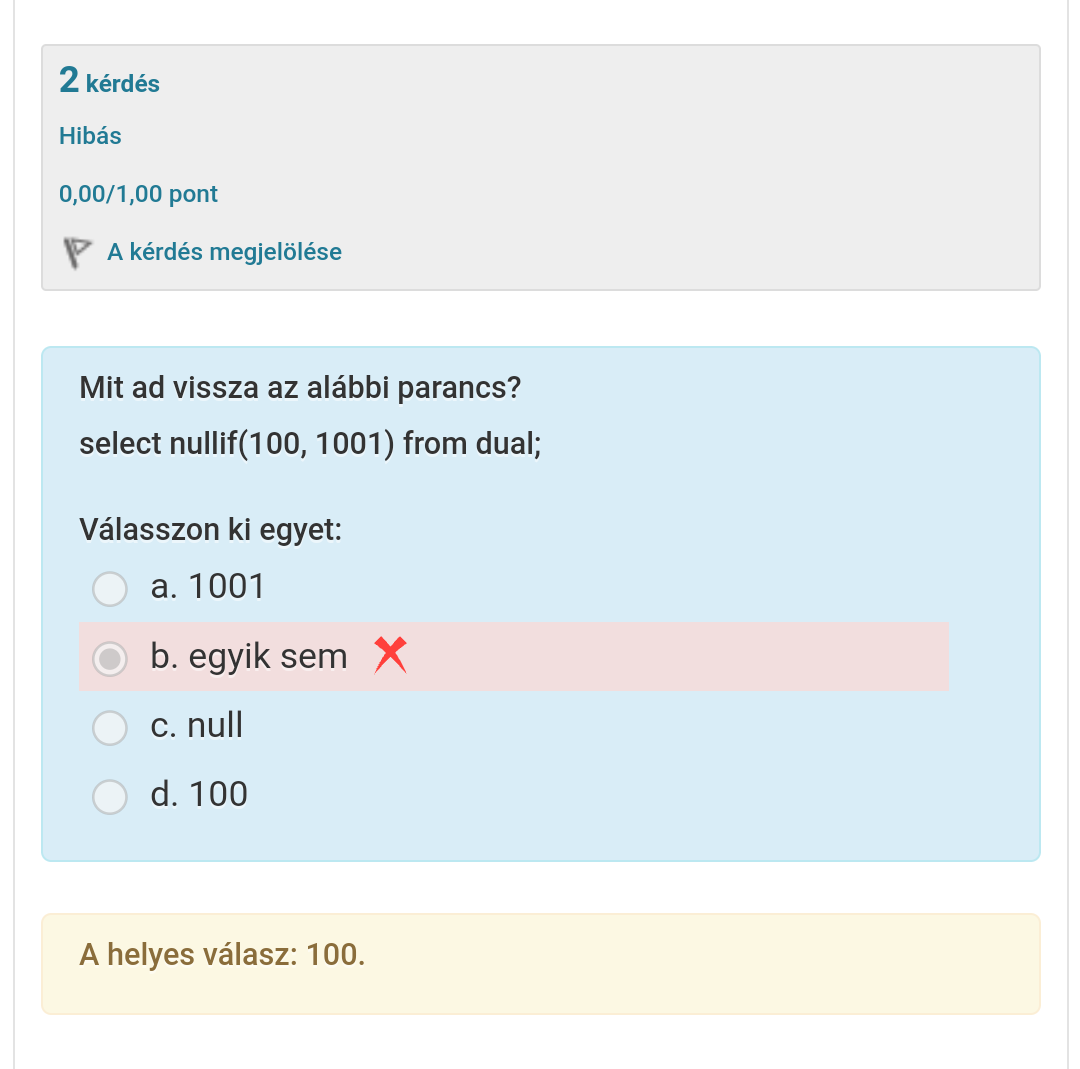 2 kérdés
Hibás
0,00/1,00 pont
A kérdés megjelölése
Mit ad vissza az alábbi parancs?
select nullif(100, 1001) from dual;
Válasszon ki egyet:
a. 1001
b. egyik sem
c. null
d. 100
A helyes válasz: 100.